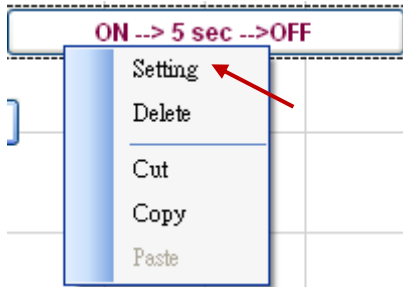 ON --> 5 sec -->OFF
Setting
Delete
Cut
Copy
Paste